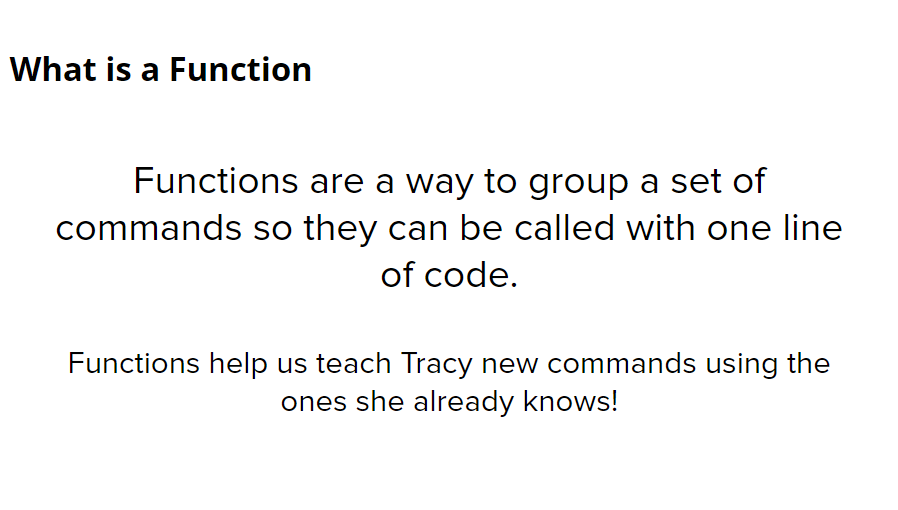 What is a Function
Functions are a way to group a set of
commands so they can be called with one line
of code.
Functions help us teach Tracy new commands using the
ones she already knows!